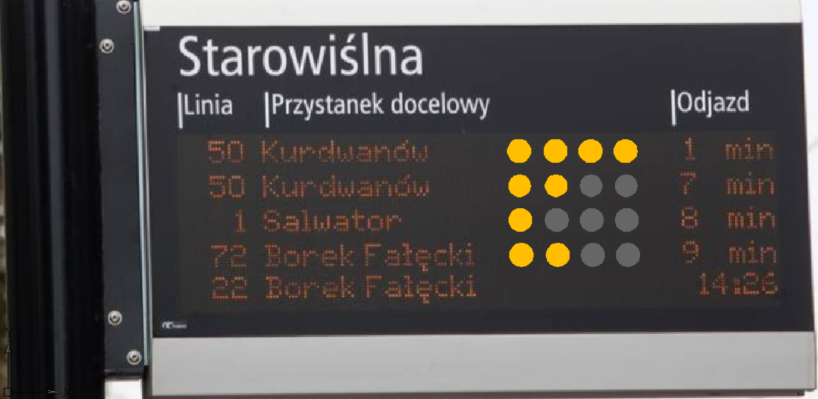 Starowiślna
Linia Przystanek docelowy Odjazd
50 Kurdwanów 1 min
50 Kurdwanów 7 min
1 Salwator 8 min
72 Borek Fałęcki 9 min
22 Borek Fałęcki 14:26